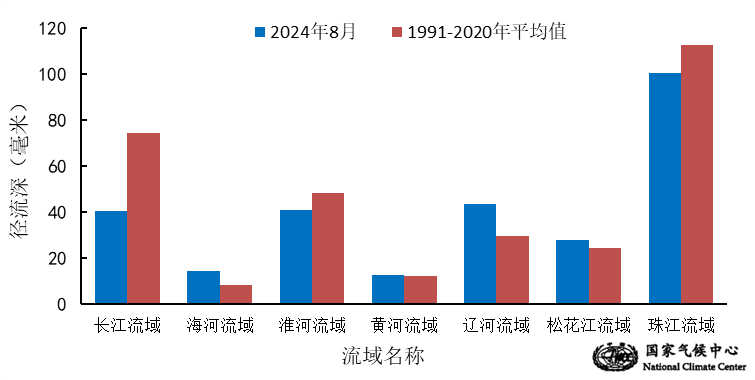 2024年8月 1991-2020年平均值
径流深（毫米）
120
100
80
60
40
20
0
长江流域 海河流域 淮河流域 黄河流域 辽河流域 松花江流域 珠江流域
流域名称
国家气候中心
National Climate Center